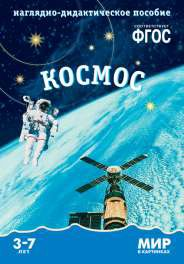 НАГЛЯДНО-ДИДАКТИЧЕСКОЕ ПОСОБИЕ
СООТВЕТСТВУЕТ
ФГОС
КОСМОС
3–7
ЛЕТ
МИР
В КАРТИНКАХ